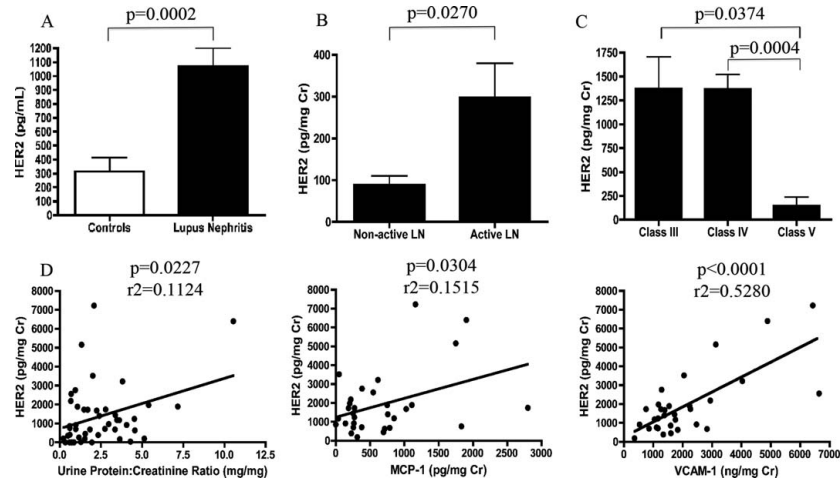 A
p=0.0002
HER2 (pg/mL)
1200
1100
1000
900
800
700
600
500
400
300
200
100
0
Controls
Lupus Nephritis
B
p=0.0270
HER2 (pg/mg Cr)
400
300
200
100
0
Non-active LN
Active LN
C
p=0.0374
p=0.0004
HER2 (pg/mg Cr)
1750
1500
1250
1000
750
500
250
0
Class III
Class IV
Class V
D
p=0.0227
r2=0.1124
HER2 (pg/mg Cr)
8000
7000
6000
5000
4000
3000
2000
1000
0
0.0 2.5 5.0 7.5 10.0 12.5
Urine Protein:Creatinine Ratio (mg/mg)
p=0.0304
r2=0.1515
HER2 (pg/mg Cr)
8000
7000
6000
5000
4000
3000
2000
1000
0
0 500 1000 1500 2000 2500 3000
MCP-1 (pg/mg Cr)
p<0.0001
r2=0.5280
HER2 (pg/mg Cr)
8000
7000
6000
5000
4000
3000
2000
1000
0
0 1000 2000 3000 4000 5000 6000 7000
VCAM-1 (ng/mg Cr)